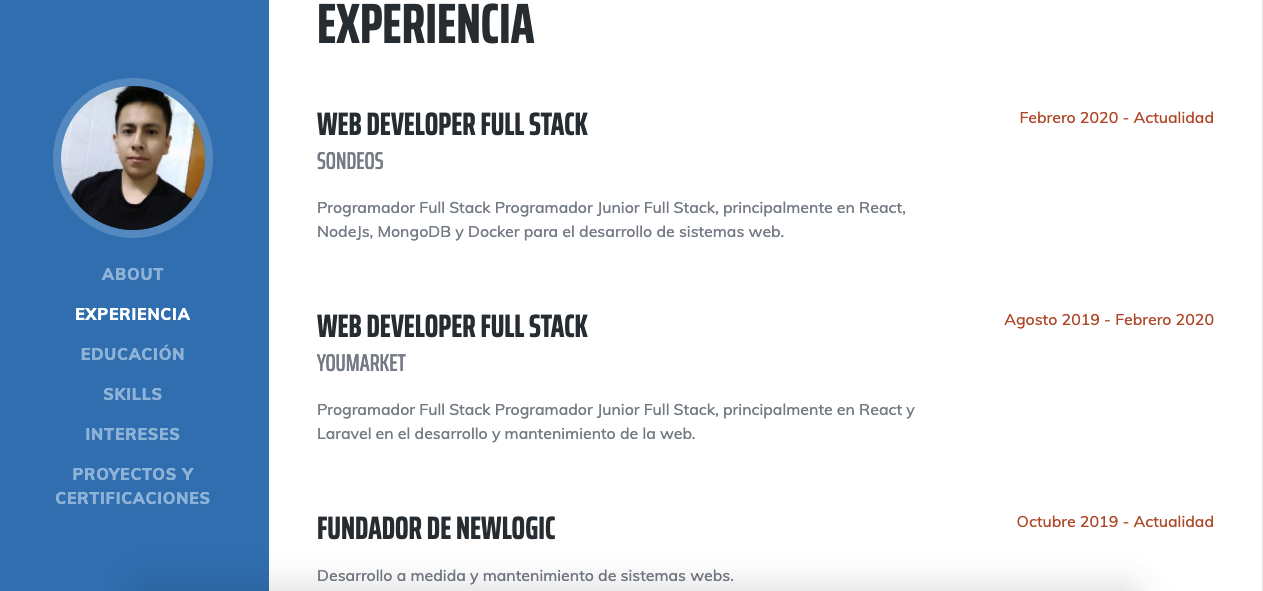 EXPERIENCIA
WEB DEVELOPER FULL STACK
Febrero 2020 - Actualidad
SONDEOS
Programador Full Stack Programador Junior Full Stack, principalmente en React,
NodeJs, MongoDB y Docker para el desarrollo de sistemas web.
ABOUT
EXPERIENCIA
EDUCACIÓN
SKILLS
INTERESES
PROYECTOS Y
CERTIFICACIONES
WEB DEVELOPER FULL STACK
Agosto 2019 - Febrero 2020
YOUMARKET
Programador Full Stack Programador Junior Full Stack, principalmente en React y
Laravel en el desarrollo y mantenimiento de la web.
FUNDADOR DE NEWLOGIC
Octubre 2019 - Actualidad
Desarrollo a medida y mantenimiento de sistemas webs.